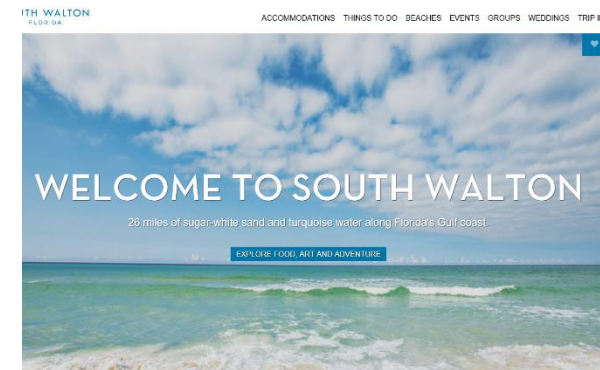 UTH WALTON
FLORIDA
ACCOMMODATIONS THINGS TO DO BEACHES EVENTS GROUPS WEDDINGS TRIP
WELCOME TO SOUTH WALTON
26 miles of sugar-white sand and turquoise water along Florida's Gulf coast.
EXPLORE FOOD, ART AND ADVENTURE